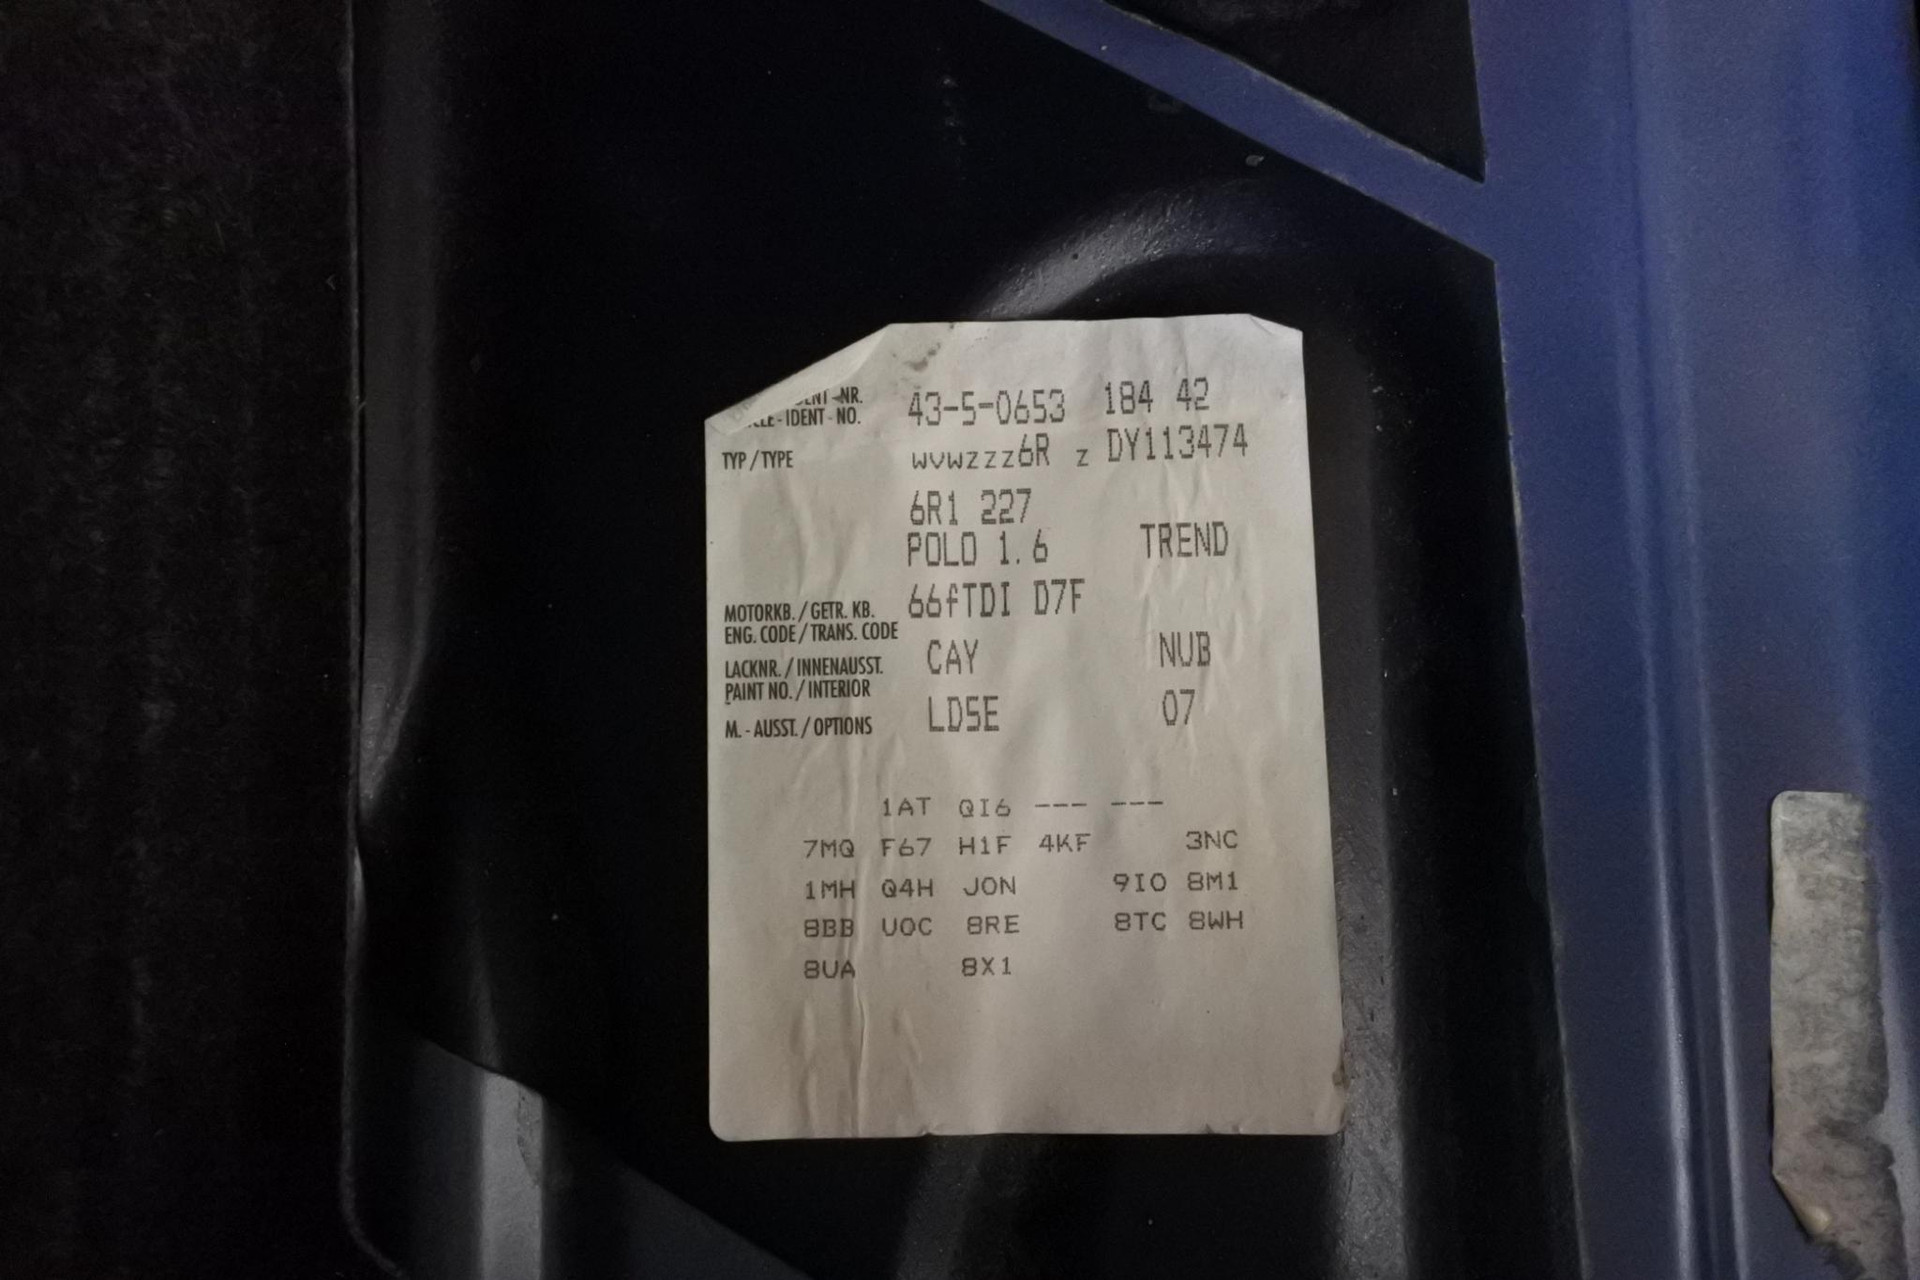 -NR. 43-5-0653 184 42
-IDENT-NO.
TYP/TYPE WVWZZZ6R Z DY113474
6R1 227
POLO 1.6 TREND
66fTDI D7F
MOTORKB./GETR. KB.
ENG. CODE/TRANS. CODE
CAY NUB
LACKNR./INNENAUSST.
PAINT NO./INTERIOR
LD5E 07
M.-AUSST./OPTIONS
1AT QI6 --- ---
7MQ F67 H1F 4KF 3NC
1MH Q4H JON 9IO 8M1
8BB UOC 8RE 8TC 8WH
8UA 8X1